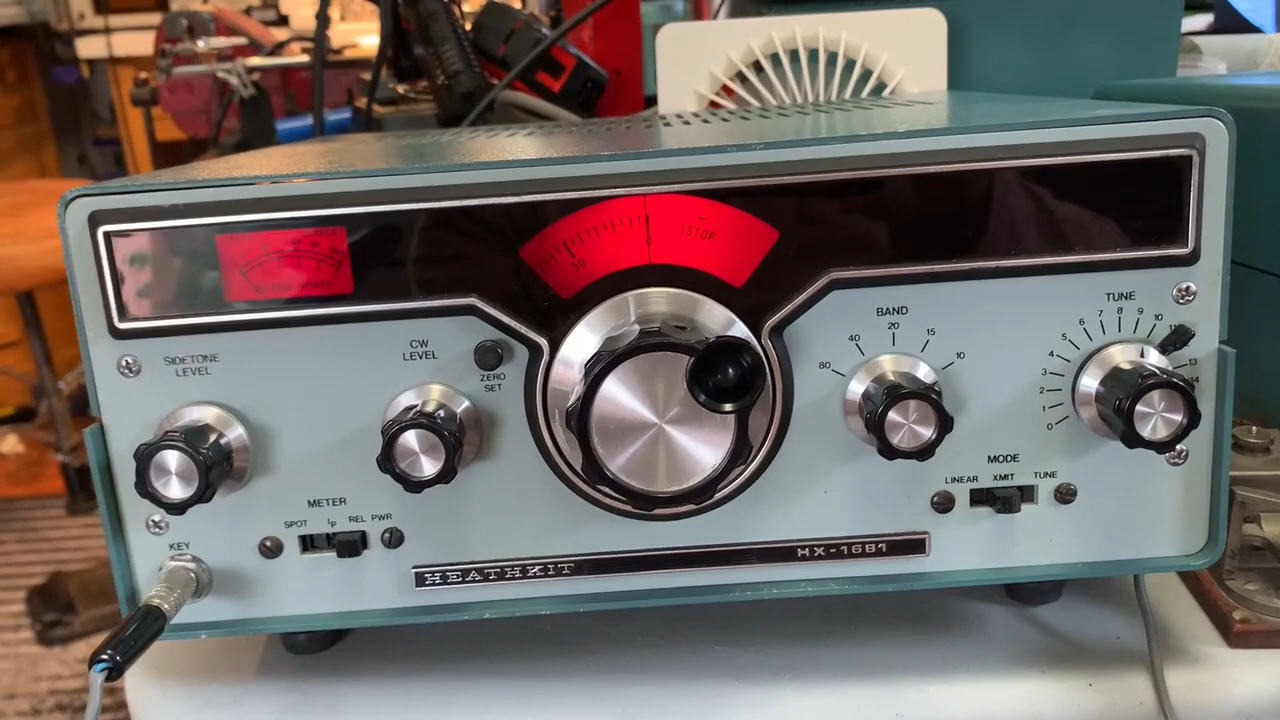 50
0
STOP
SIDETONE
LEVEL
CW
LEVEL
ZERO
SET
BAND
80
40
20
15
10
TUNE
0
1
2
3
4
5
6
7
8
9
10
13
14
METER
SPOT
Ip
REL PWR
MODE
LINEAR
XMIT
TUNE
KEY
HEATHKIT
HX-1681